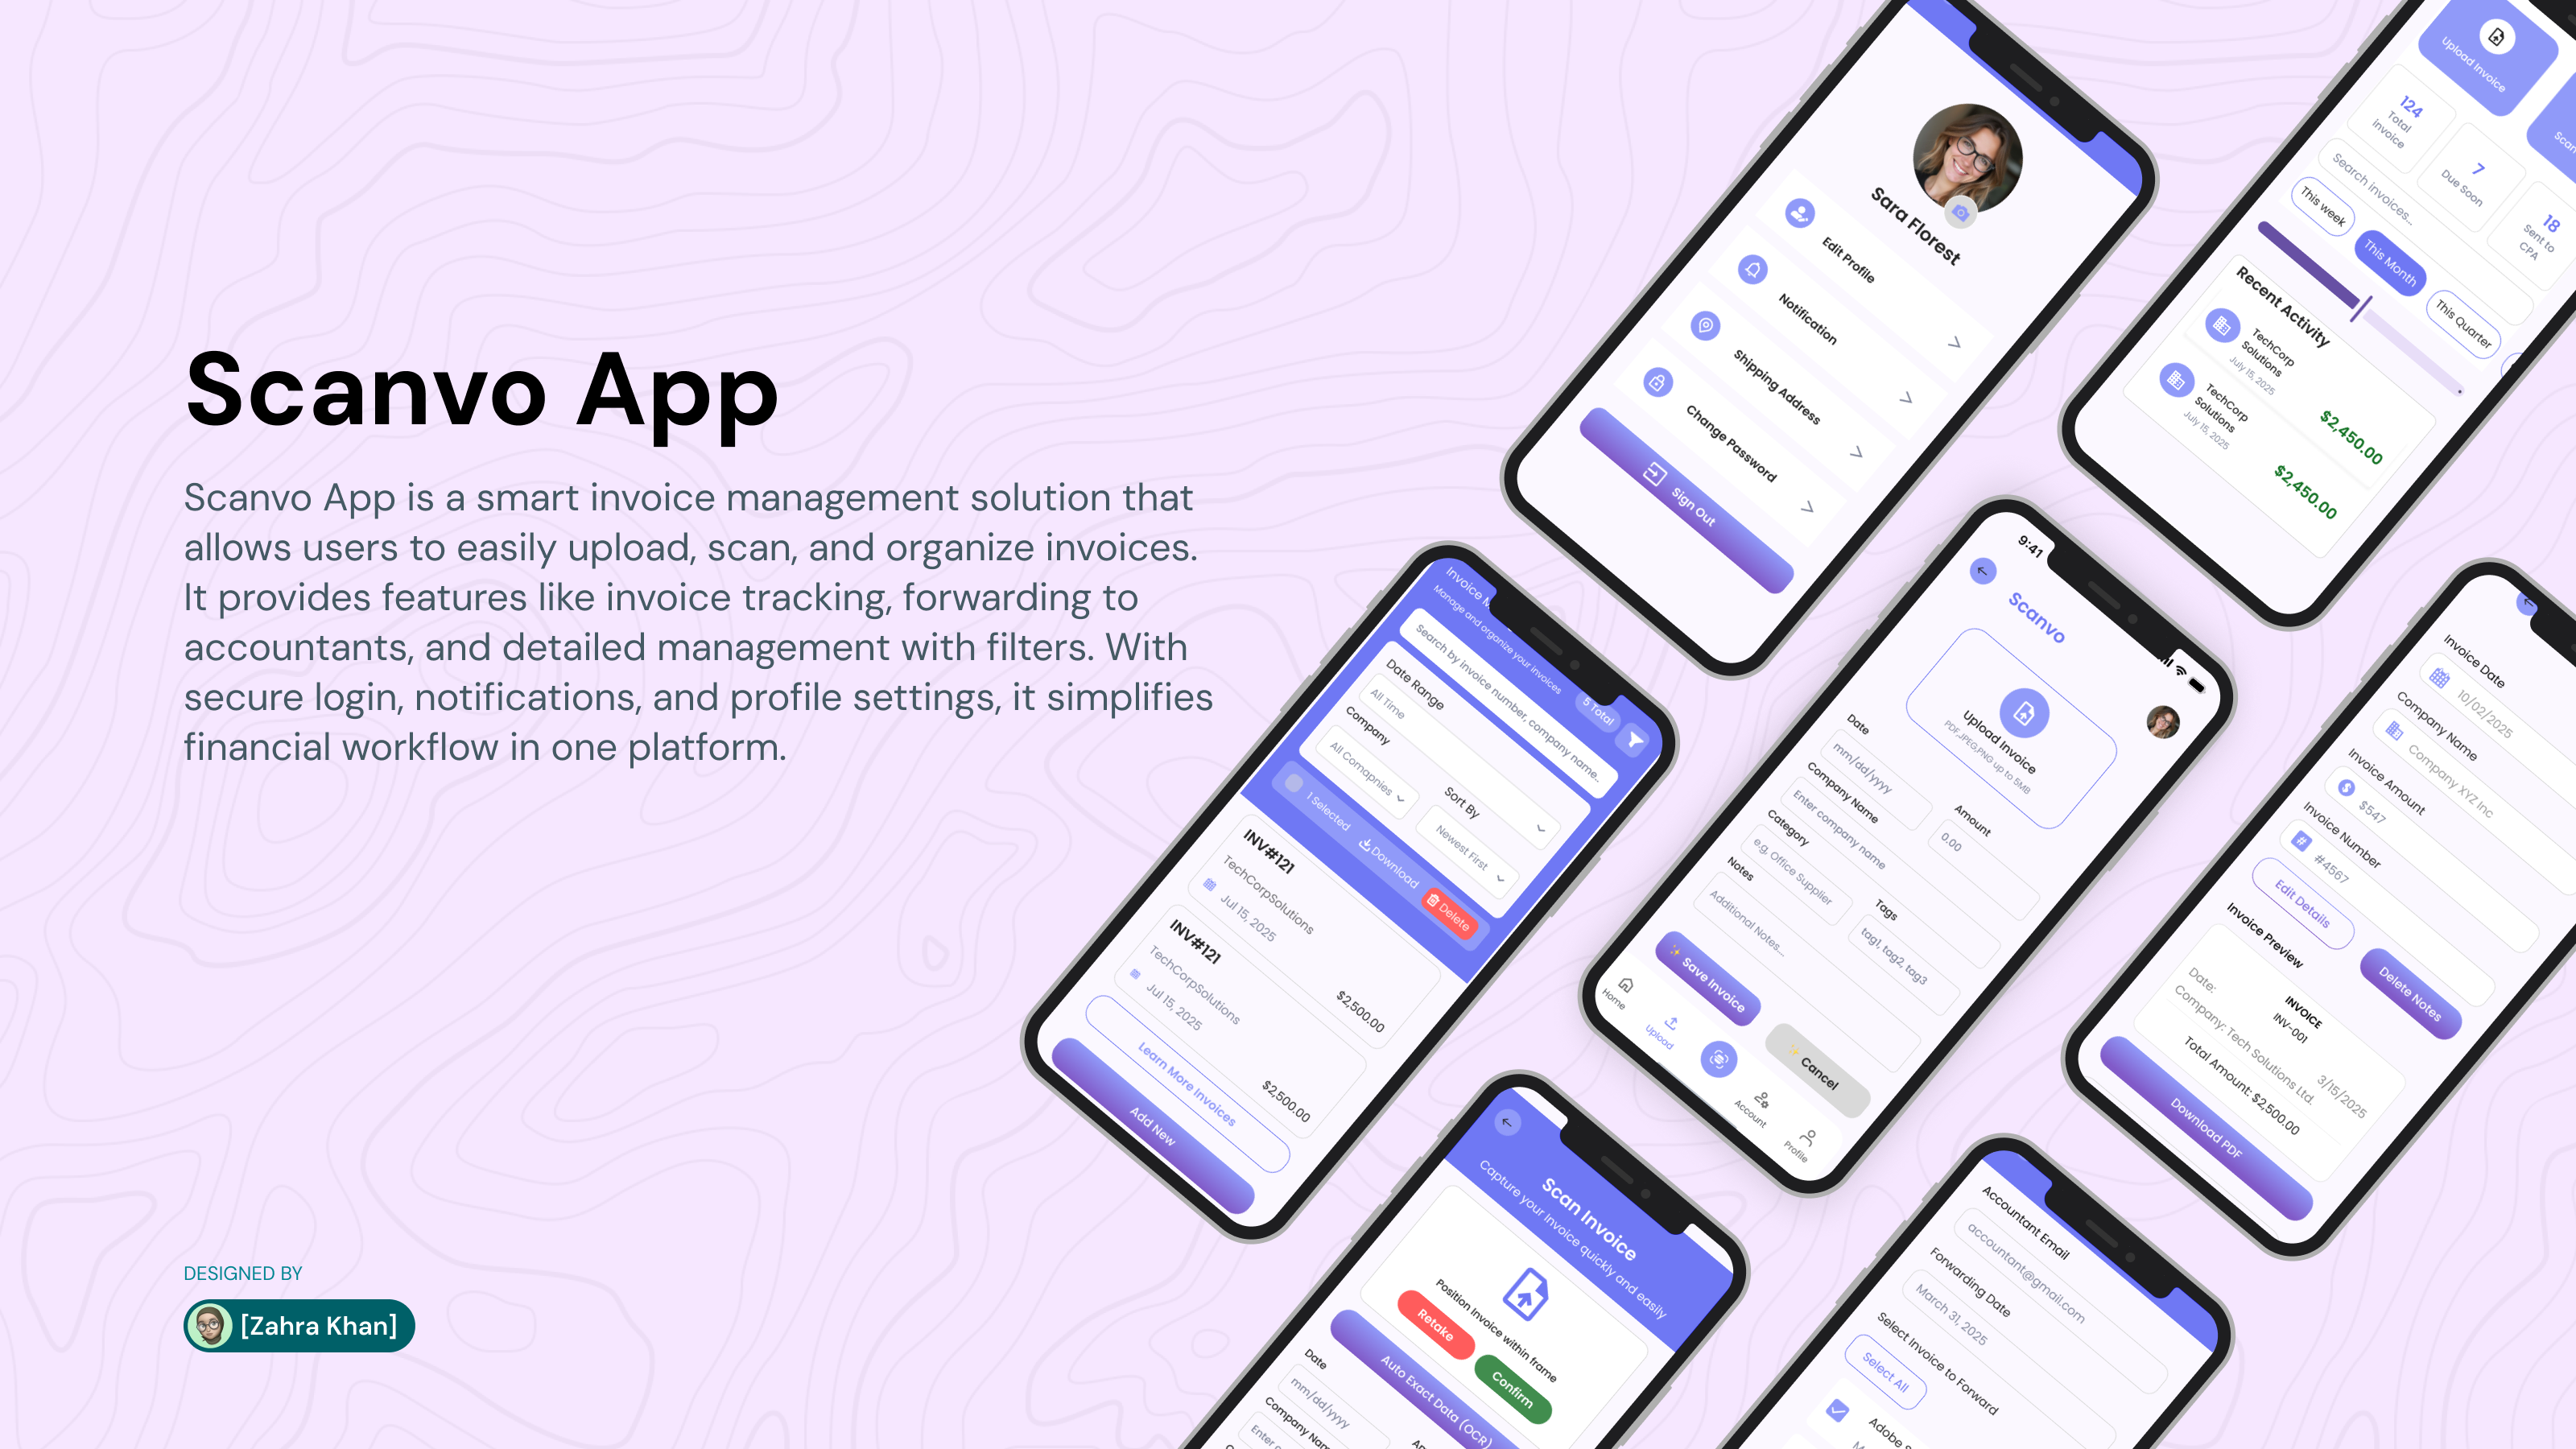 Scanvo App
Scanvo App is a smart invoice management solution that
allows users to easily upload, scan, and organize invoices.
It provides features like invoice tracking, forwarding to
accountants, and detailed management with filters. With
secure login, notifications, and profile settings, it simplifies
financial workflow in one platform.
DESIGNED BY
[Zahra Khan]
Sara Florest
Edit Profile
Notification
Shipping Address
Change Password
Sign Out
Upload Invoice
124
Total
invoice
7
Due Soon
18
Sent to
CPA
Search invoices...
This week
This Month
This Quarter
Recent Activity
TechCorp
Solutions
July 15, 2025
$2,450.00
TechCorp
Solutions
July 15, 2025
$2,450.00
Invoice
Manage and organize your invoices
5 Total
Search by invoice number, company name..
Date Range
All Time
Company
All Comapnies
Sort By
Newest First
1 Selected
Download
Delete
INV#121
TechCorpSolutions
Jul 15, 2025
$2,500.00
INV#121
TechCorpSolutions
Jul 15, 2025
$2,500.00
Learn More Invoices
Add New
9:41
Scanvo
Upload Invoice
PDF,JPEG,PNG up to 5MB
Date
mm/dd/yyyy
Amount
0.00
Company Name
Enter company name
Category
e.g. Office Supplier
Tags
tag1, tag2, tag3
Notes
Additional Notes...
✨ Save Invoice
✨ Cancel
Home
Upload
Account
Profile
Invoice Date
10/02/2025
Company Name
Company XYZ Inc
Invoice Amount
$547
Invoice Number
#4567
Edit Details
Delete Notes
Invoice Preview
INVOICE
INV-001
Date:
3/15/2025
Company: Tech Solutions Ltd.
Total Amount: $2,500.00
Download PDF
Scan Invoice
Capture your invoice quickly and easily
Position Invoice within frame
Retake
Confirm
Auto Exact Data (OCR)
Date
mm/dd/yyyy
Company
Accountant Email
accountant@gmail.com
Forwarding Date
March 31, 2025
Select Invoice to Forward
Select All
Adobe